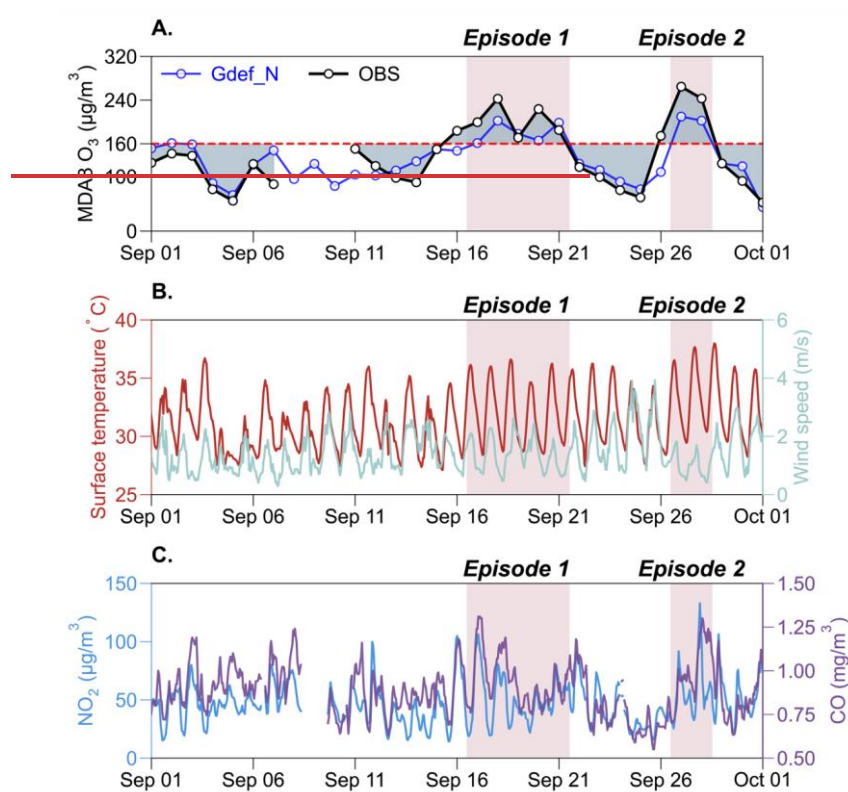 A.
Episode 1 Episode 2
MDA8 O₃ (μg/m³)
320
240
160
100
0
Gdef_N OBS
Sep 01 Sep 06 Sep 11 Sep 16 Sep 21 Sep 26 Oct 01
B.
Episode 1 Episode 2
Surface temperature (°C)
40
35
30
25
6
4
2
0
Wind speed (m/s)
Sep 01 Sep 06 Sep 11 Sep 16 Sep 21 Sep 26 Oct 01
C.
Episode 1 Episode 2
NO₂ (μg/m³)
150
100
50
0
1.50
1.25
1.00
0.75
0.50
CO (mg/m³)
Sep 01 Sep 06 Sep 11 Sep 16 Sep 21 Sep 26 Oct 01